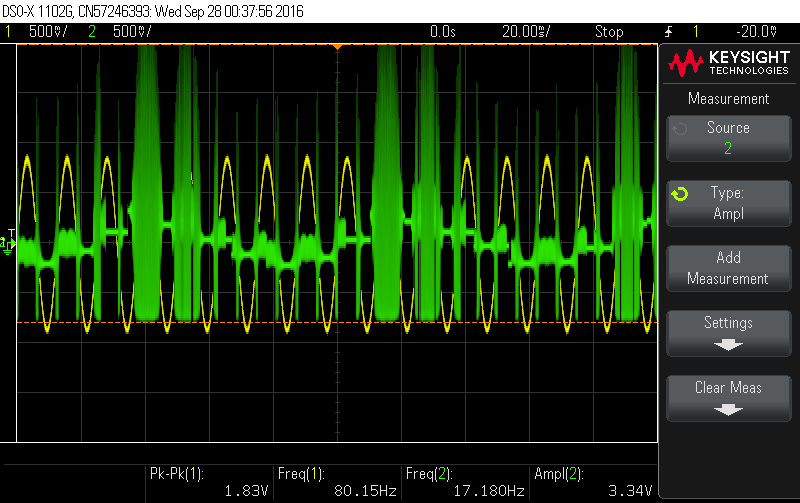 DSO-X 1102G, CN57246393: Wed Sep 28 00:37:56 2016
1 500mV/ 2 500mV/ 0.0s 20.00ms/ Stop 1 -20.0V
KEYSIGHT
TECHNOLOGIES
Measurement
Source
2
Type:
Ampl
Add
Measurement
Settings
Clear Meas
Pk-Pk(1): Freq(1): Freq(2): Ampl(2):
1.83V 80.15Hz 17.180Hz 3.34V